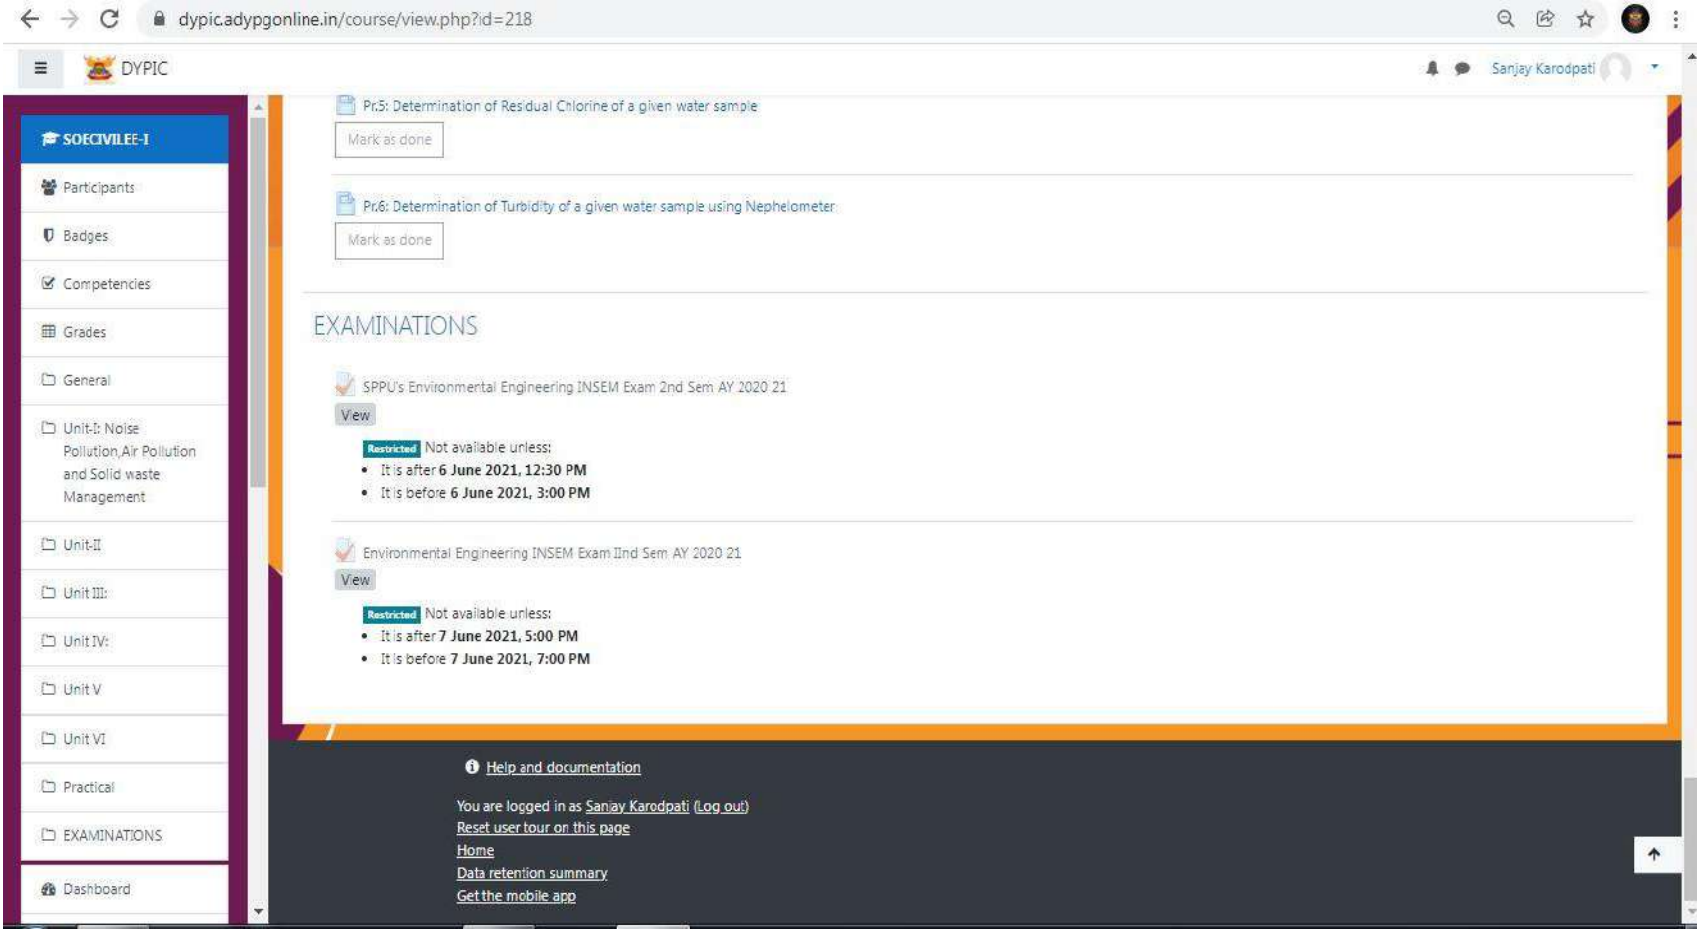 dypic.adypgonline.in/course/view.php?id=218
DYPIC
Sanjay Karodpati
SOECIVILEE-I
Participants
Badges
Competencies
Grades
General
Unit-I: Noise
Pollution,Air Pollution
and Solid waste
Management
Unit-II
Unit III:
Unit IV:
Unit V
Unit VI
Practical
EXAMINATIONS
Dashboard
Pr.5: Determination of Residual Chlorine of a given water sample
Mark as done
Pr.6: Determination of Turbidity of a given water sample using Nephelometer
Mark as done
EXAMINATIONS
SPPU's Environmental Engineering INSEM Exam 2nd Sem AY 2020 21
View
Restricted Not available unless:
• It is after 6 June 2021, 12:30 PM
• It is before 6 June 2021, 3:00 PM
Environmental Engineering INSEM Exam IInd Sem AY 2020 21
View
Restricted Not available unless:
• It is after 7 June 2021, 5:00 PM
• It is before 7 June 2021, 7:00 PM
Help and documentation
You are logged in as Sanjay Karodpati (Log out)
Reset user tour on this page
Home
Data retention summary
Get the mobile app